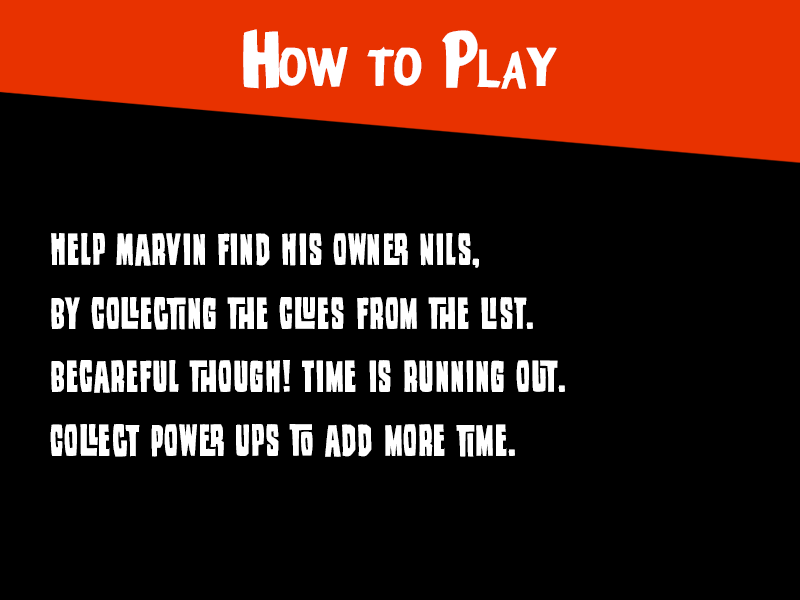 How to Play
HELP MARVIN FIND HIS OWNER NILS,
BY COLLECTING THE CLUES FROM THE LIST.
BECAREFUL THOUGH! TIME IS RUNNING OUT.
COLLECT POWER UPS TO ADD MORE TIME.